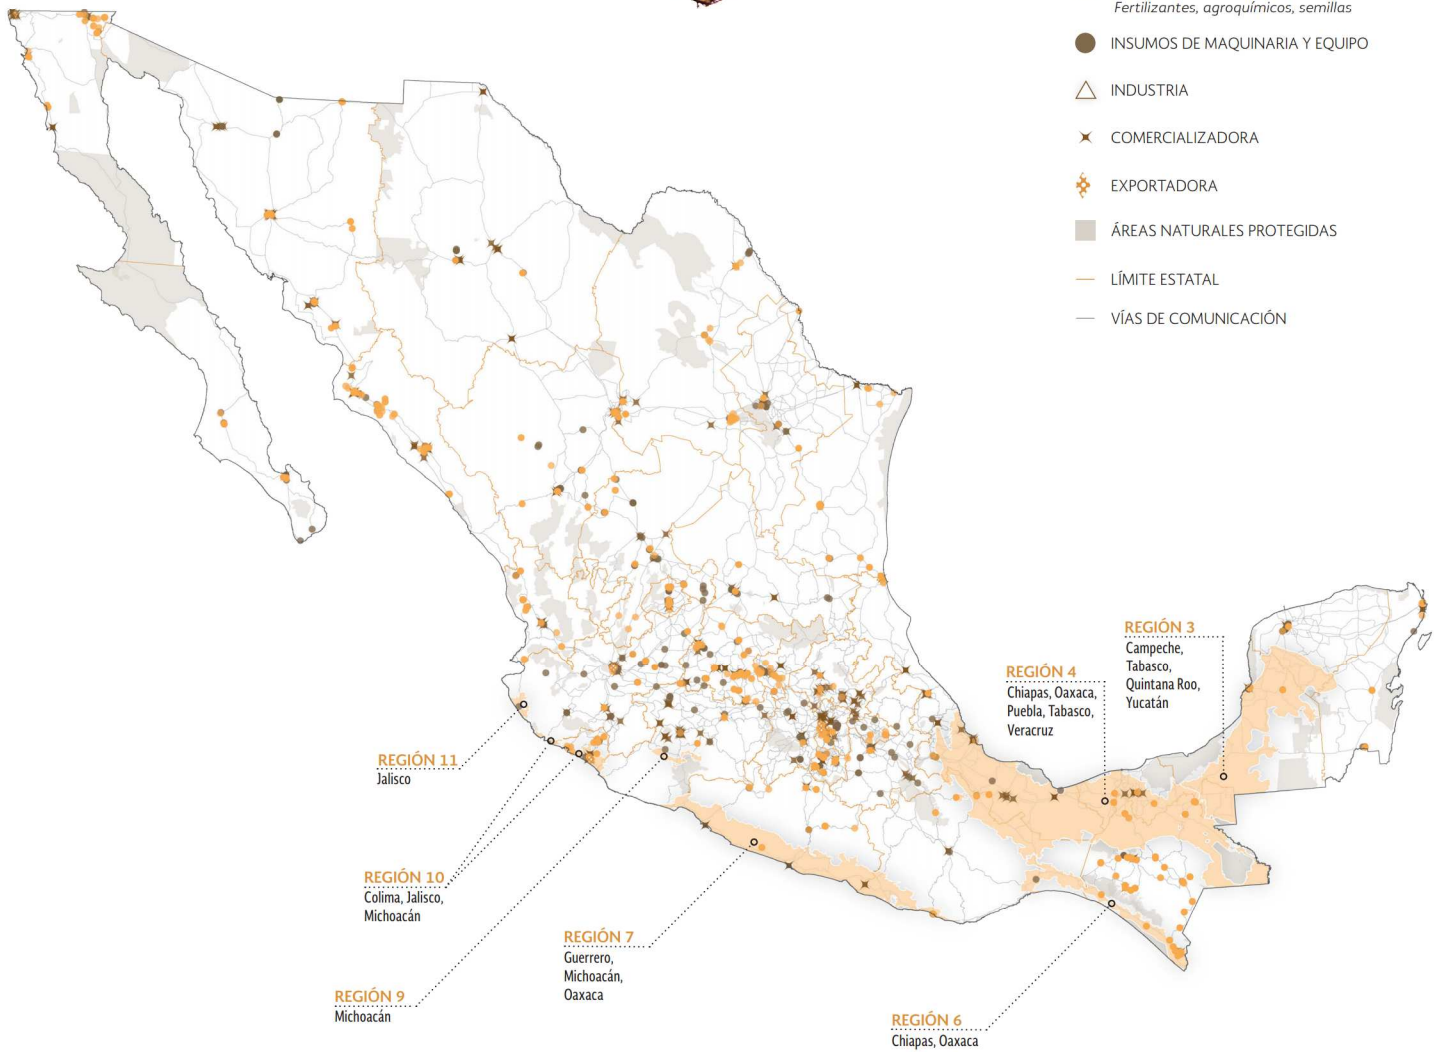 Fertilizantes, agroquímicos, semillas
INSUMOS DE MAQUINARIA Y EQUIPO
INDUSTRIA
COMERCIALIZADORA
EXPORTADORA
ÁREAS NATURALES PROTEGIDAS
LÍMITE ESTATAL
VÍAS DE COMUNICACIÓN
REGIÓN 3
Campeche,
Tabasco,
Quintana Roo,
Yucatán
REGIÓN 4
Chiapas, Oaxaca,
Puebla, Tabasco,
Veracruz
REGIÓN 11
Jalisco
REGIÓN 10
Colima, Jalisco,
Michoacán
REGIÓN 7
Guerrero,
Michoacán,
Oaxaca
REGIÓN 9
Michoacán
REGIÓN 6
Chiapas, Oaxaca